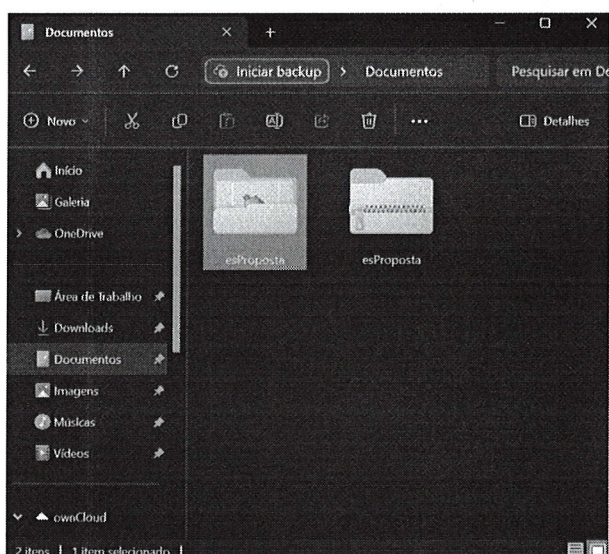 Documentos
Iniciar backup > Documentos Pesquisar em Do
Novo Detalhes
Início
Galeria
OneDrive
Área de Trabalho
Downloads
Documentos
Imagens
Músicas
Vídeos
ownCloud
esProposta esProposta
2 itens 1 item selecionado